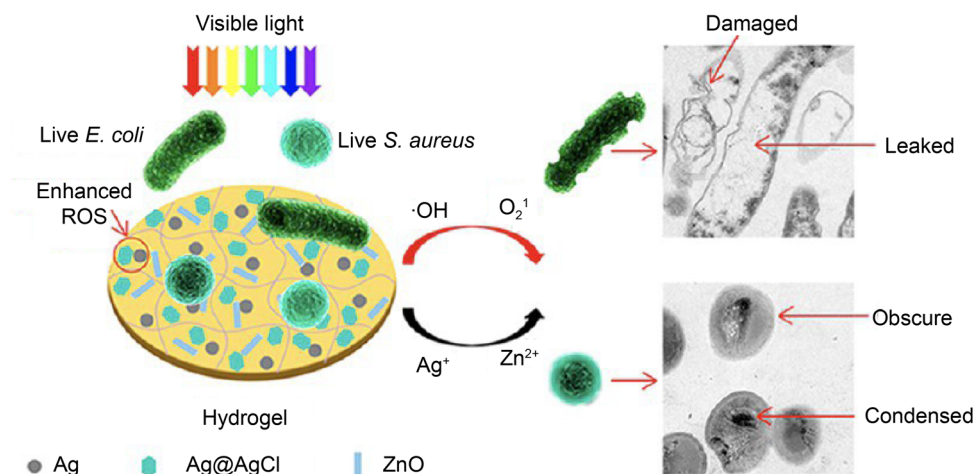 Visible light
Damaged
Live E. coli
Live S. aureus
Leaked
Enhanced
ROS
·OH
O₂¹
Obscure
Ag⁺
Zn²⁺
Condensed
Hydrogel
Ag
Ag@AgCl
ZnO